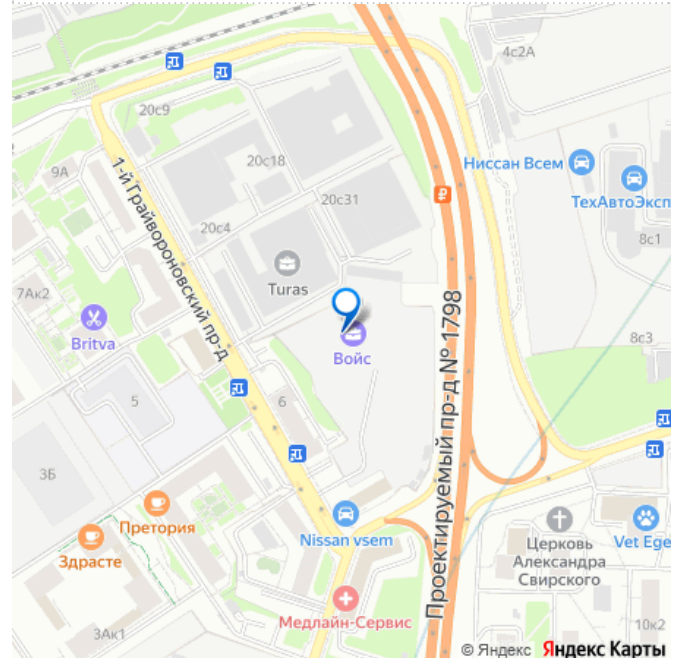 4с2А
20с9
20с18
9А
1-й Грайвороновский пр-д
Ниссан Всем
ТехАвтоЭксп
20с31
₽
20с4
8с1
Turas
7Ак2
Britva
Войс
Проектируемый пр-д № 1798
8с3
5
6
3Б
Претория
Nissan vsem
Здрасте
Церковь
Александра
Свирского
Vet Ege
Медлайн-Сервис
3Ак1
10к2
© Яндекс Яндекс Карты